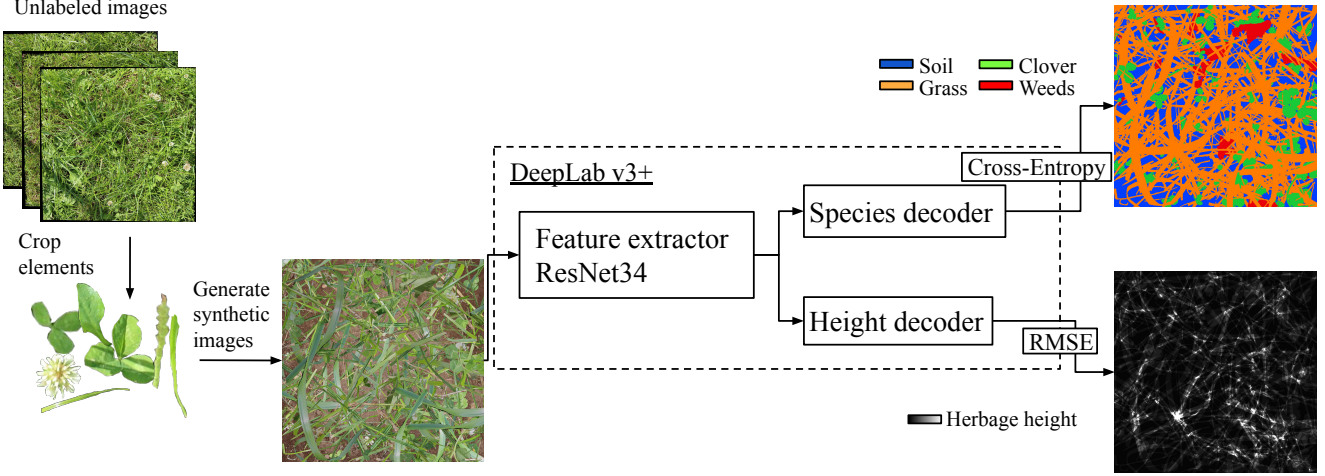 Unlabeled images
Crop
elements
Generate
synthetic
images
DeepLab v3+
Feature extractor
ResNet34
Species decoder
Height decoder
Soil
Clover
Grass
Weeds
Cross-Entropy
RMSE
Herbage height